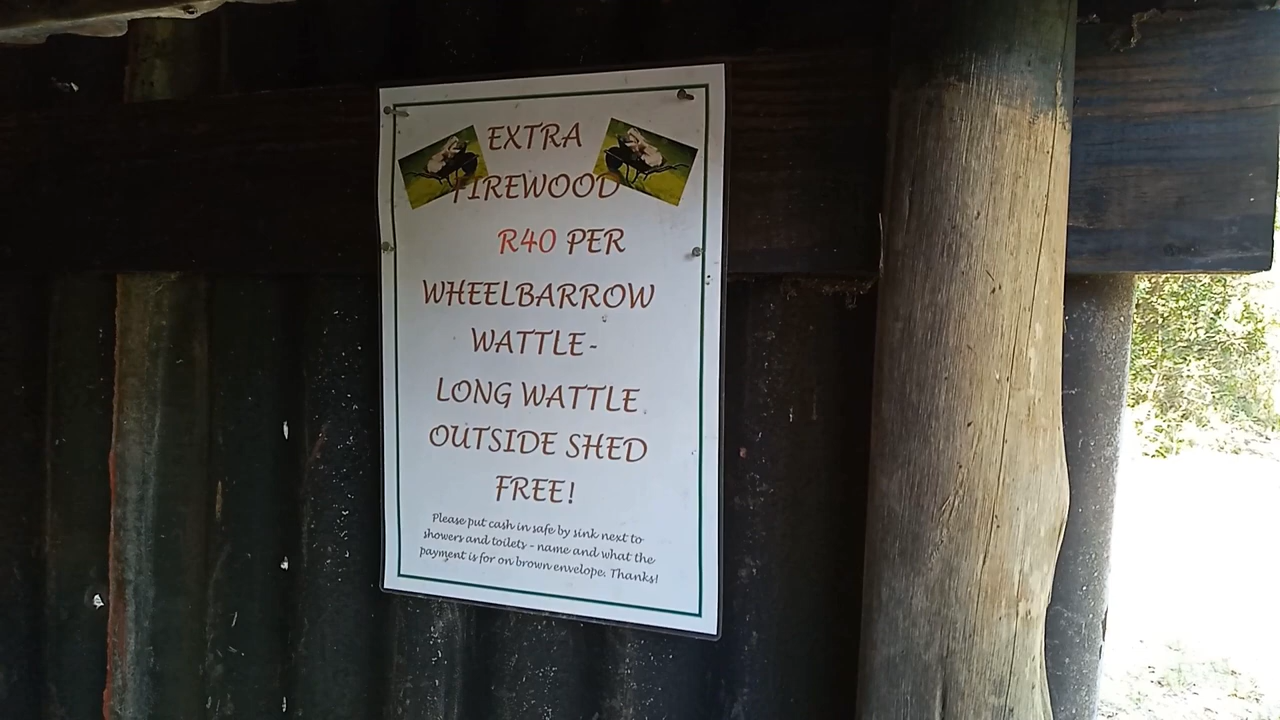 EXTRA
FIREWOOD
R40 PER
WHEELBARROW
WATTLE-
LONG WATTLE
OUTSIDE SHED
FREE!
Please put cash in safe by sink next to
showers and toilets - name and what the
payment is for on brown envelope. Thanks!